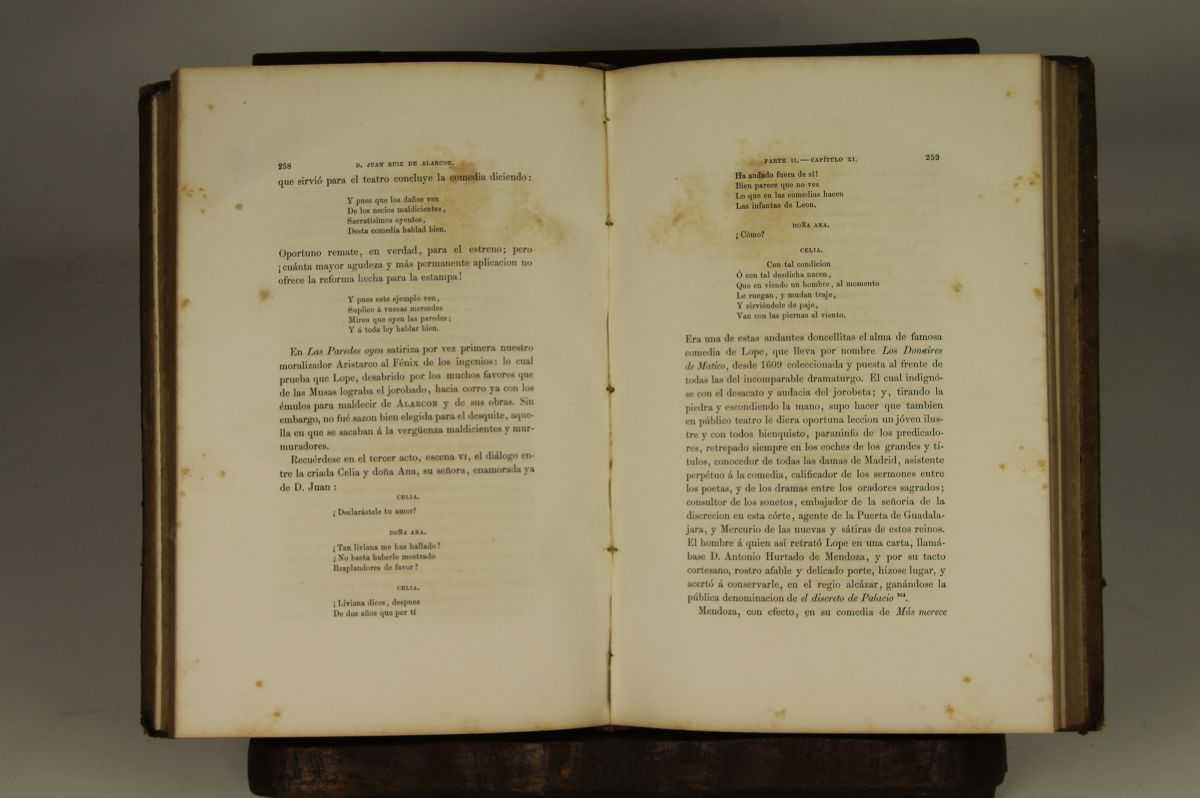 258
D. JUAN RUIZ DE ALARCON.
que sirvió para el teatro concluye la comedia diciendo:
Y pues que los daños ven
De los necios maldicientes,
Sacratísimos oyentes,
Desta comedia hablad bien.
Oportuno remate, en verdad, para el estreno; pero
¡cuánta mayor agudeza y más permanente aplicacion no
ofrece la reforma hecha para la estampa!
Y pues este ejemplo ven,
Suplico á vuesas mercedes
Miren que oyen las paredes;
Y á toda ley hablar bien.
En Las Paredes oyen satiriza por vez primera nuestro
moralizador Aristarco al Fénix de los ingenios: lo cual
prueba que Lope, desabrido por los muchos favores que
de las Musas lograba el jorobado, hacia corro ya con los
émulos para maldecir de ALARCON y de sus obras. Sin
embargo, no fué sazon bien elegida para el desquite, aque-
lla en que se sacaban á la vergüenza maldicientes y mur-
muradores.
Recuérdese en el tercer acto, escena VI, el diálogo en-
tre la criada Celia y doña Ana, su señora, enamorada ya
de D. Juan:
CELIA.
¿Declarástele tu amor?
DOÑA ANA.
¿Tan liviana me has hallado?
¿No basta haberle mostrado
Resplandores de favor?
CELIA.
¡Liviana dices, despues
De dos años que por tí
PARTE II.—CAPÍTULO XI.
259
Ha andado fuera de sí!
Bien parece que no ves
Lo que en las comedias hacen
Las infantas de Leon.
DOÑA ANA.
¿Cómo?
CELIA.
Con tal condicion
Ó con tal desdicha nacen,
Que en viendo un hombre, al momento
Le ruegan, y mudan traje,
Y sirviéndole de paje,
Van con las piernas al viento.
Era una de estas andantes doncellitas el alma de famosa
comedia de Lope, que lleva por nombre Los Donaires
de Matico, desde 1609 coleccionada y puesta al frente de
todas las del incomparable dramaturgo. El cual indignó-
se con el desacato y audacia del jorobeta; y, tirando la
piedra y escondiendo la mano, supo hacer que tambien
en público teatro le diera oportuna leccion un jóven ilus-
tre y con todos bienquisto, paraninfo de los predicado-
res, retrepado siempre en los coches de los grandes y tí-
tulos, conocedor de todas las damas de Madrid, asistente
perpétuo á la comedia, calificador de los sermones entre
los poetas, y de los dramas entre los oradores sagrados;
consultor de los sonetos, embajador de la señoría de la
discrecion en esta córte, agente de la Puerta de Guadala-
jara, y Mercurio de las nuevas y sátiras de estos reinos.
El hombre á quien así retrató Lope en una carta, llamá-
base D. Antonio Hurtado de Mendoza, y por su tacto
cortesano, rostro afable y delicado porte, hízose lugar, y
acertó á conservarle, en el regio alcázar, ganándose la
pública denominacion de el discreto de Palacio
Mendoza, con efecto, en su comedia de Más merece